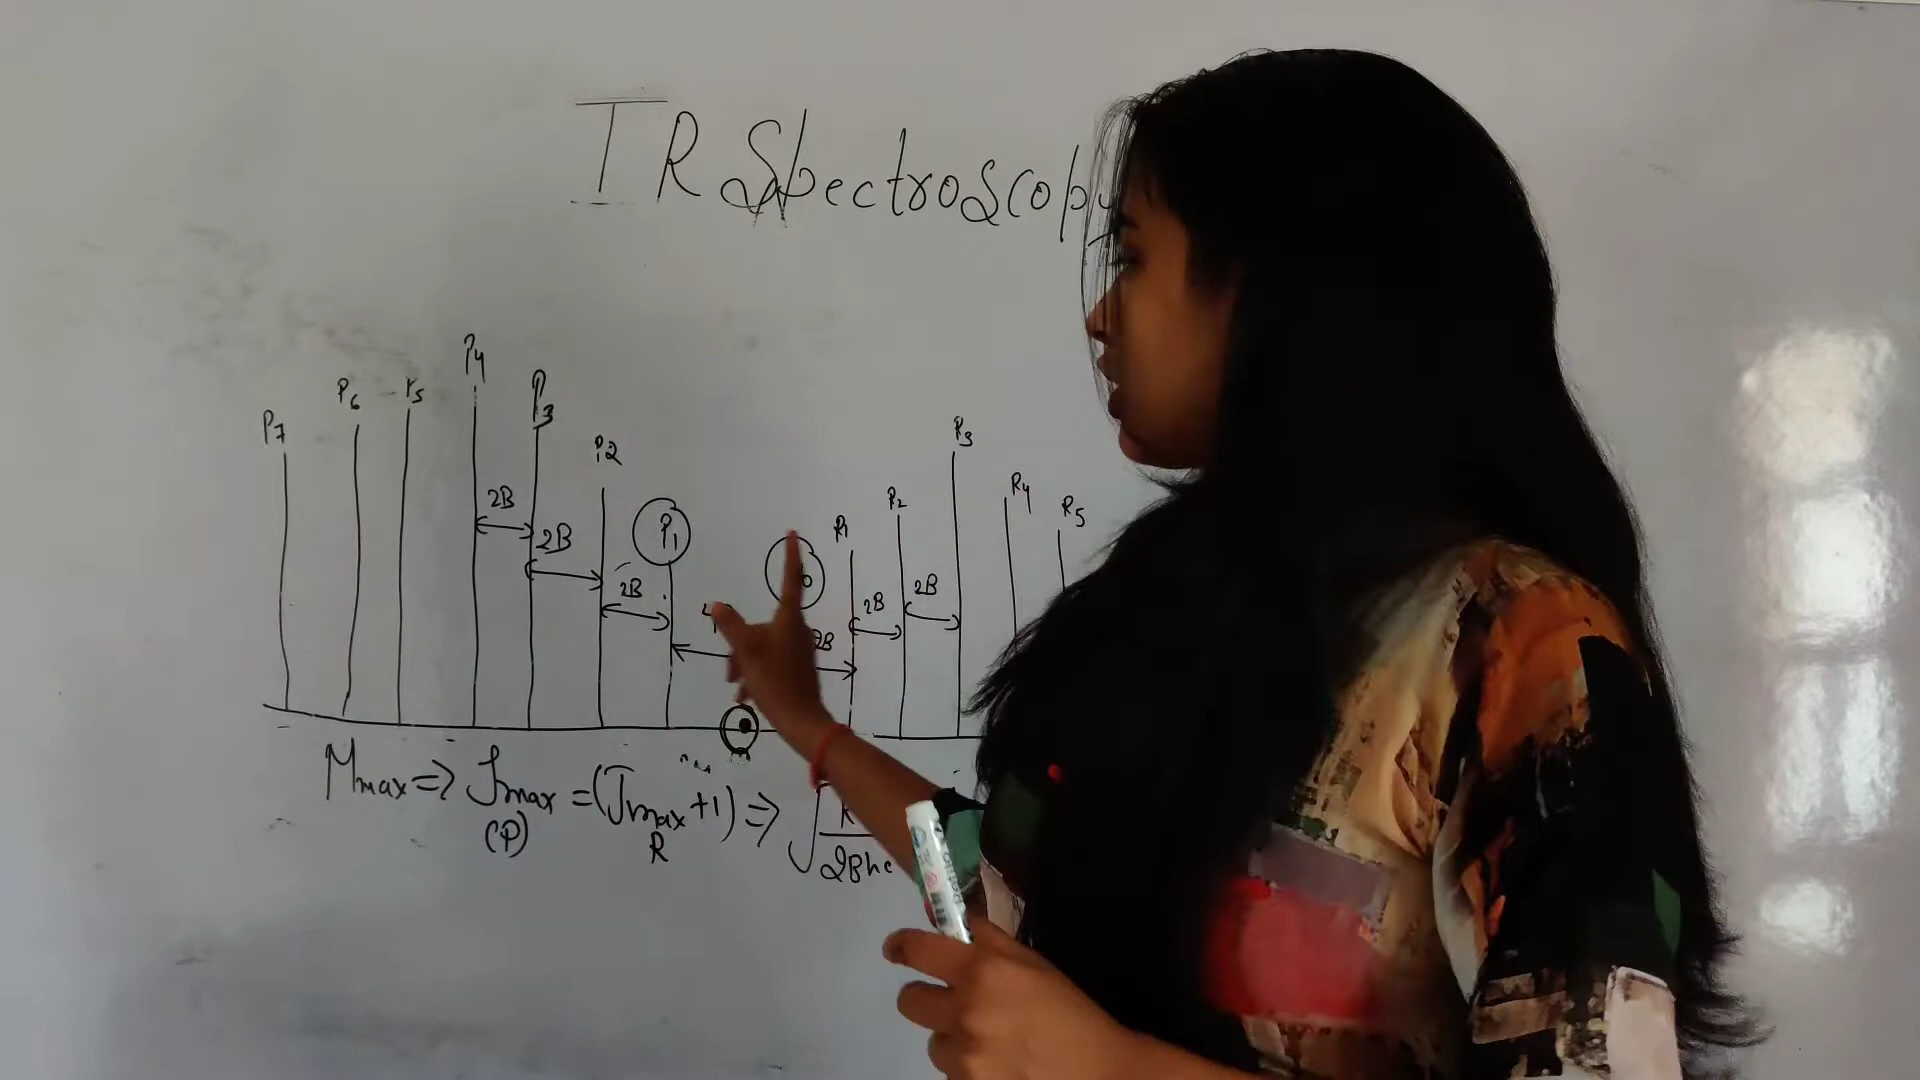 IR Spectroscopy
P4
P6 P5 P3
P7 P2 R3
R4
2B P1 R1 R2 R5
2B
2B 2B 2B
2B
Mmax => Jmax = (Jmax + 1) => √
(P) R 2Bhc